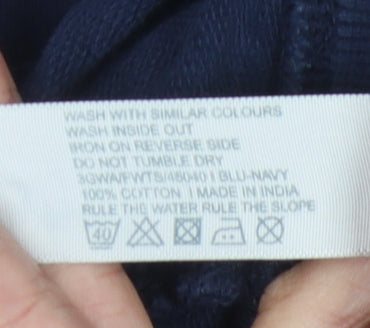 WASH WITH SIMILAR COLOURS
WASH INSIDE OUT
IRON ON REVERSE SIDE
DO NOT TUMBLE DRY
3GWA/FWTS/45040 | BLU-NAVY
100% COTTON | MADE IN INDIA
RULE THE WATER RULE THE SLOPE
40